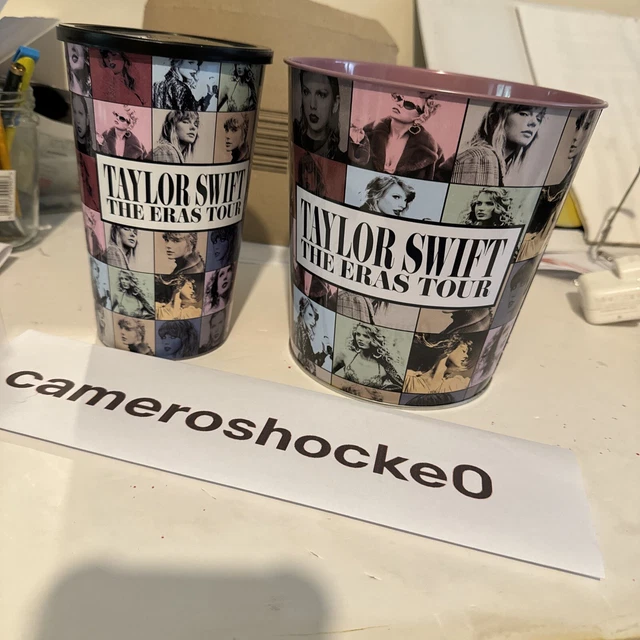 TAYLOR SWIFT
THE ERAS TOUR
TAYLOR SWIFT
THE ERAS TOUR
cameroshocke0